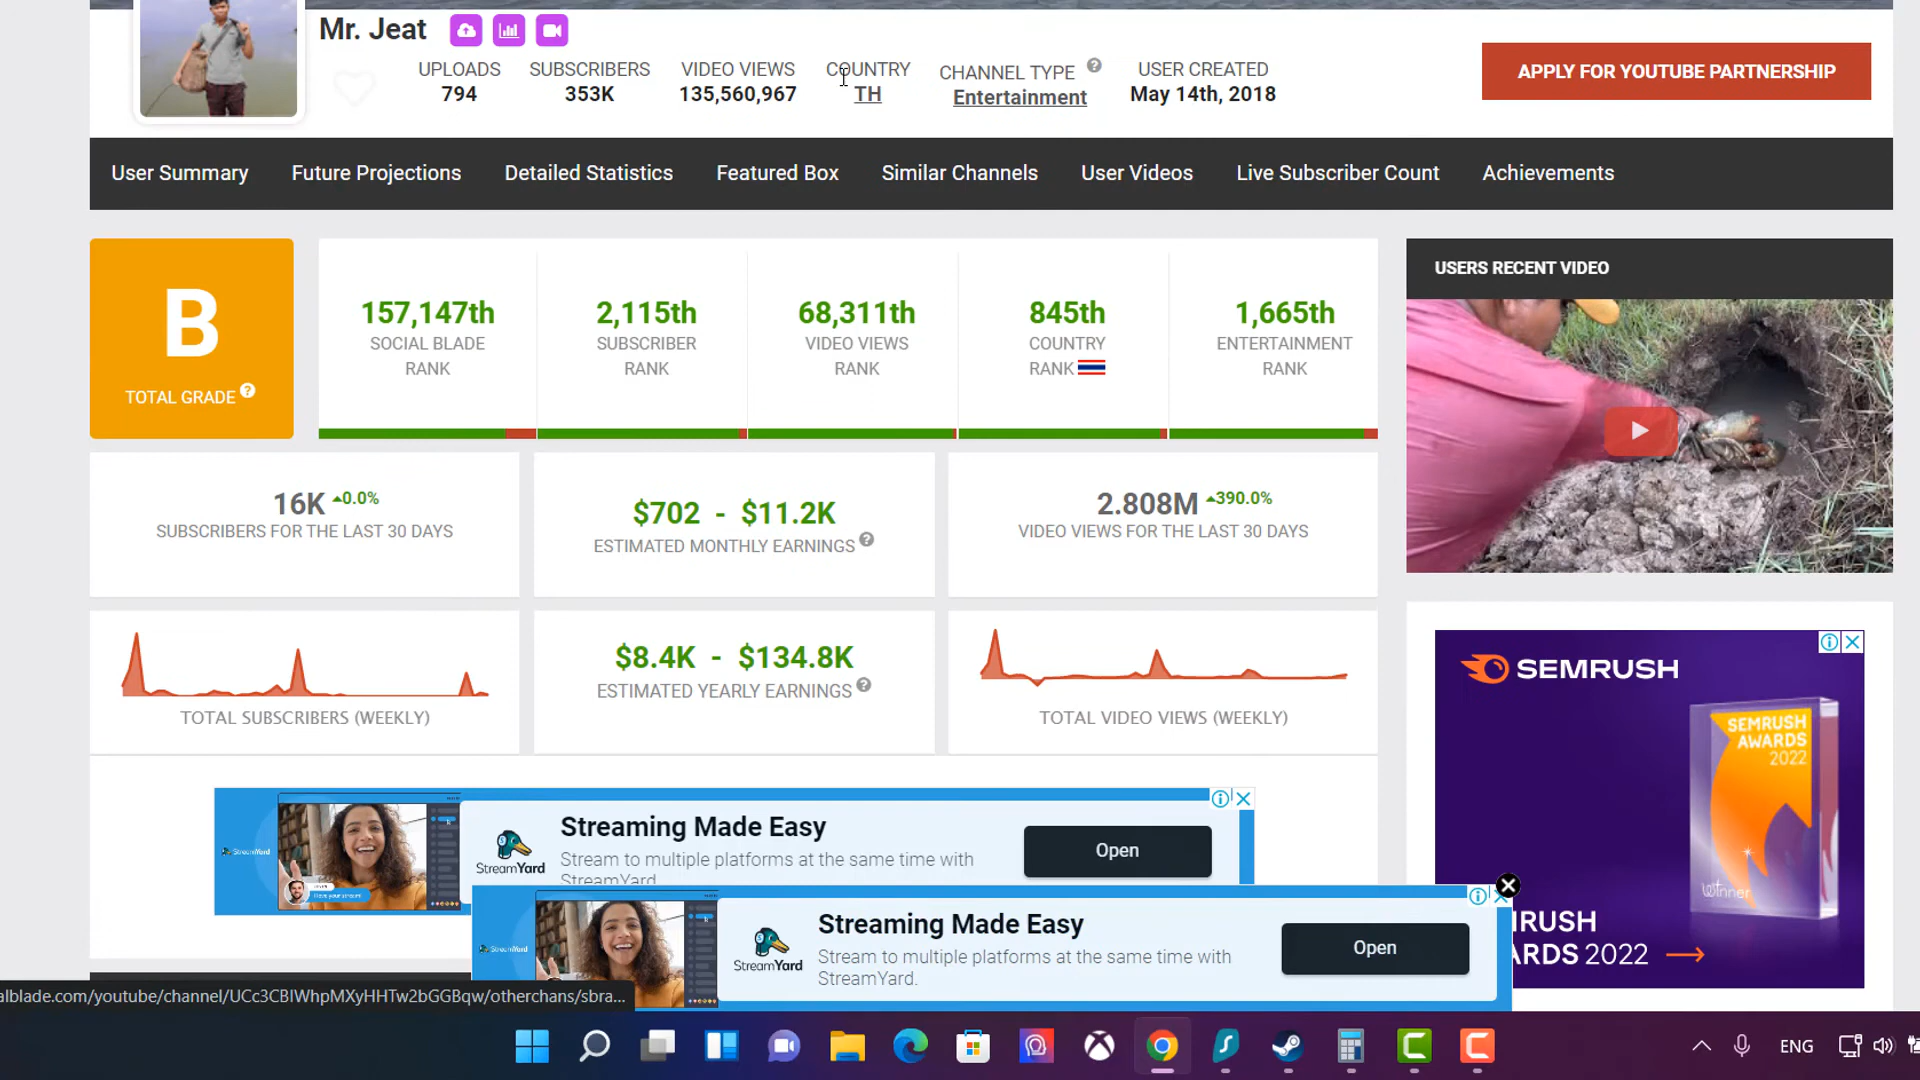 Mr. Jeat
UPLOADS
794
SUBSCRIBERS
353K
VIDEO VIEWS
135,560,967
COUNTRY
TH
CHANNEL TYPE
Entertainment
USER CREATED
May 14th, 2018
APPLY FOR YOUTUBE PARTNERSHIP
User Summary
Future Projections
Detailed Statistics
Featured Box
Similar Channels
User Videos
Live Subscriber Count
Achievements
B
TOTAL GRADE
157,147th
SOCIAL BLADE
RANK
2,115th
SUBSCRIBER
RANK
68,311th
VIDEO VIEWS
RANK
845th
COUNTRY
RANK
1,665th
ENTERTAINMENT
RANK
USERS RECENT VIDEO
16K 0.0%
SUBSCRIBERS FOR THE LAST 30 DAYS
$702 - $11.2K
ESTIMATED MONTHLY EARNINGS
2.808M 390.0%
VIDEO VIEWS FOR THE LAST 30 DAYS
TOTAL SUBSCRIBERS (WEEKLY)
$8.4K - $134.8K
ESTIMATED YEARLY EARNINGS
TOTAL VIDEO VIEWS (WEEKLY)
SEMRUSH
SEMRUSH
AWARDS
2022
winner
RUSH
ARDS 2022
StreamYard
StreamYard
Streaming Made Easy
Stream to multiple platforms at the same time with
StreamYard
Open
StreamYard
StreamYard
Streaming Made Easy
Stream to multiple platforms at the same time with
StreamYard.
Open
alblade.com/youtube/channel/UCc3CBIWhpMXyHHTw2bGGBqw/otherchans/sbra...
ENG